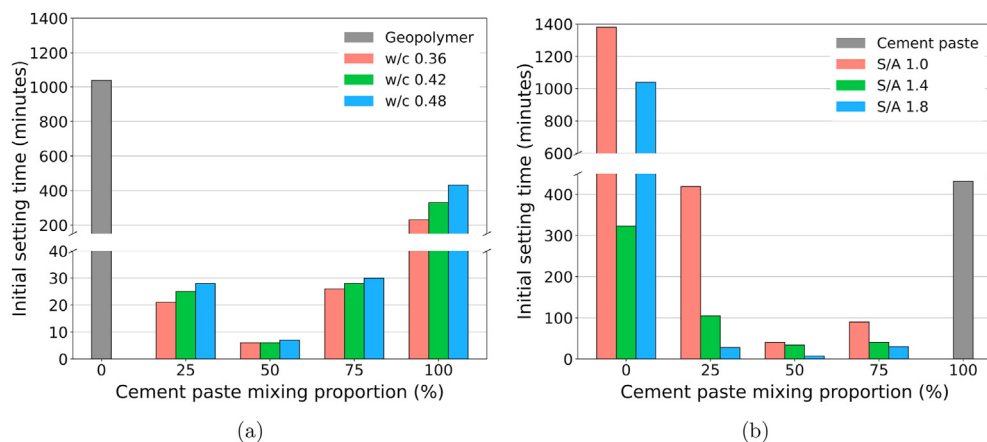 1400
1200
1000
800
600
400
200
40
30
20
10
0
Initial setting time (minutes)
Geopolymer
w/c 0.36
w/c 0.42
w/c 0.48
0 25 50 75 100
Cement paste mixing proportion (%)
(a)
1400
1200
1000
800
600
400
300
200
100
0
Initial setting time (minutes)
Cement paste
S/A 1.0
S/A 1.4
S/A 1.8
0 25 50 75 100
Cement paste mixing proportion (%)
(b)